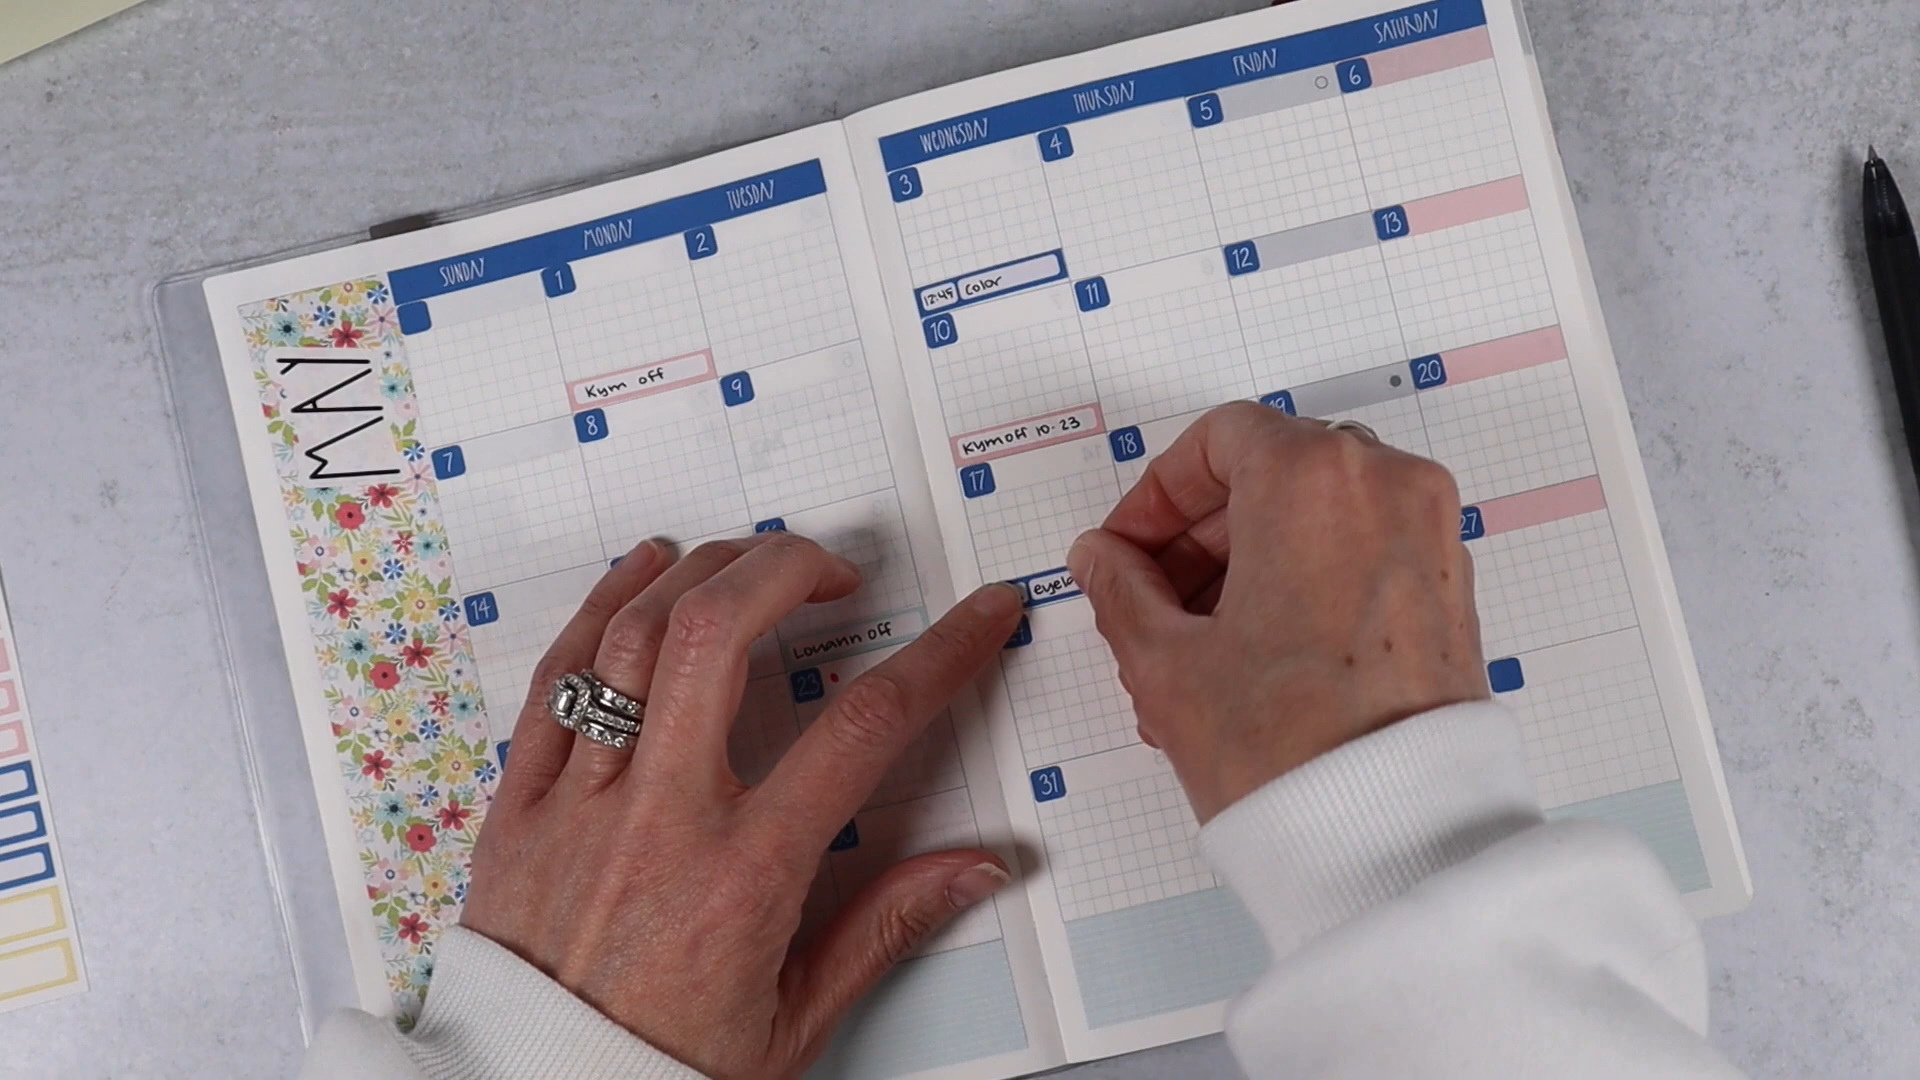 SUNDAY MONDAY TUESDAY
WEDNESDAY THURSDAY FRIDAY SATURDAY
MAY
1 2
3 4 5 6
Kym off
12:45 Color
7 8 9
10 11 12 13
Kym off 10-23
14
17 18 19 20
Louann off
23
27
31